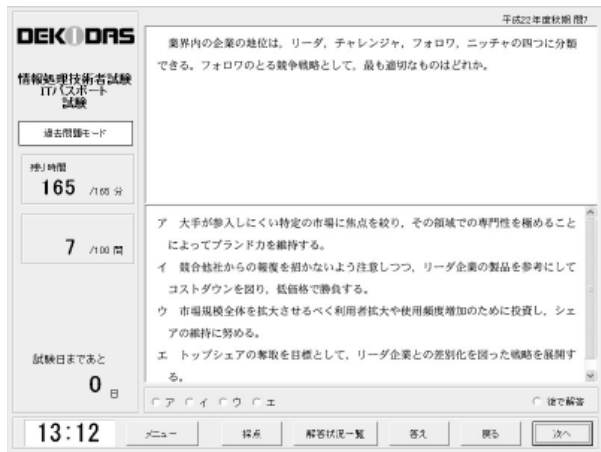 平成22年度秋期 問7
DEKIDAS
情報処理技術者試験
ITパスポート
試験
過去問題モード
残り時間
165 /165 分
7 /100 問
試験日まであと
0 日
業界内の企業の地位は，リーダ，チャレンジャ，フォロワ，ニッチャの四つに分類
できる。フォロワのとる競争戦略として，最も適切なものはどれか。
ア 大手が参入しにくい特定の市場に焦点を絞り，その領域での専門性を極めること
によってブランド力を維持する。
イ 競合他社からの報復を招かないよう注意しつつ，リーダ企業の製品を参考にして
コストダウンを図り，低価格で勝負する。
ウ 市場規模全体を拡大させるべく利用者拡大や使用頻度増加のために投資し，シェ
アの維持に努める。
エ トップシェアの奪取を目標として，リーダ企業との差別化を図った戦略を展開す
る。
ア イ ウ エ 後で解答
13:12 メニュー 採点 解答状況一覧 答え 戻る 次へ